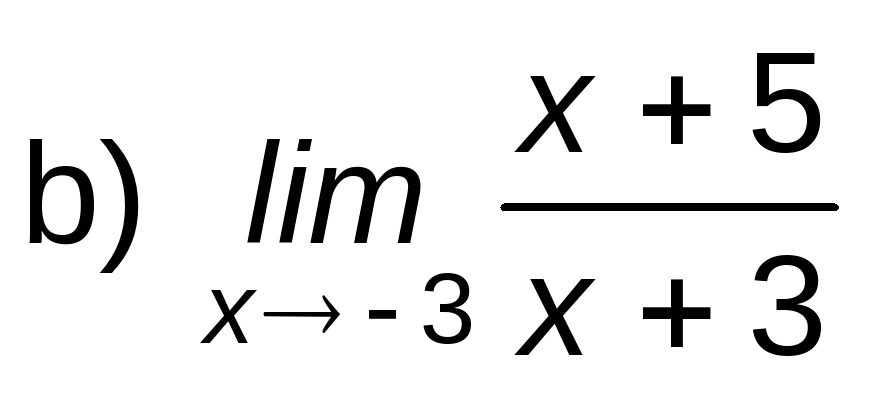 b) lim x + 5
x→ - 3 x + 3